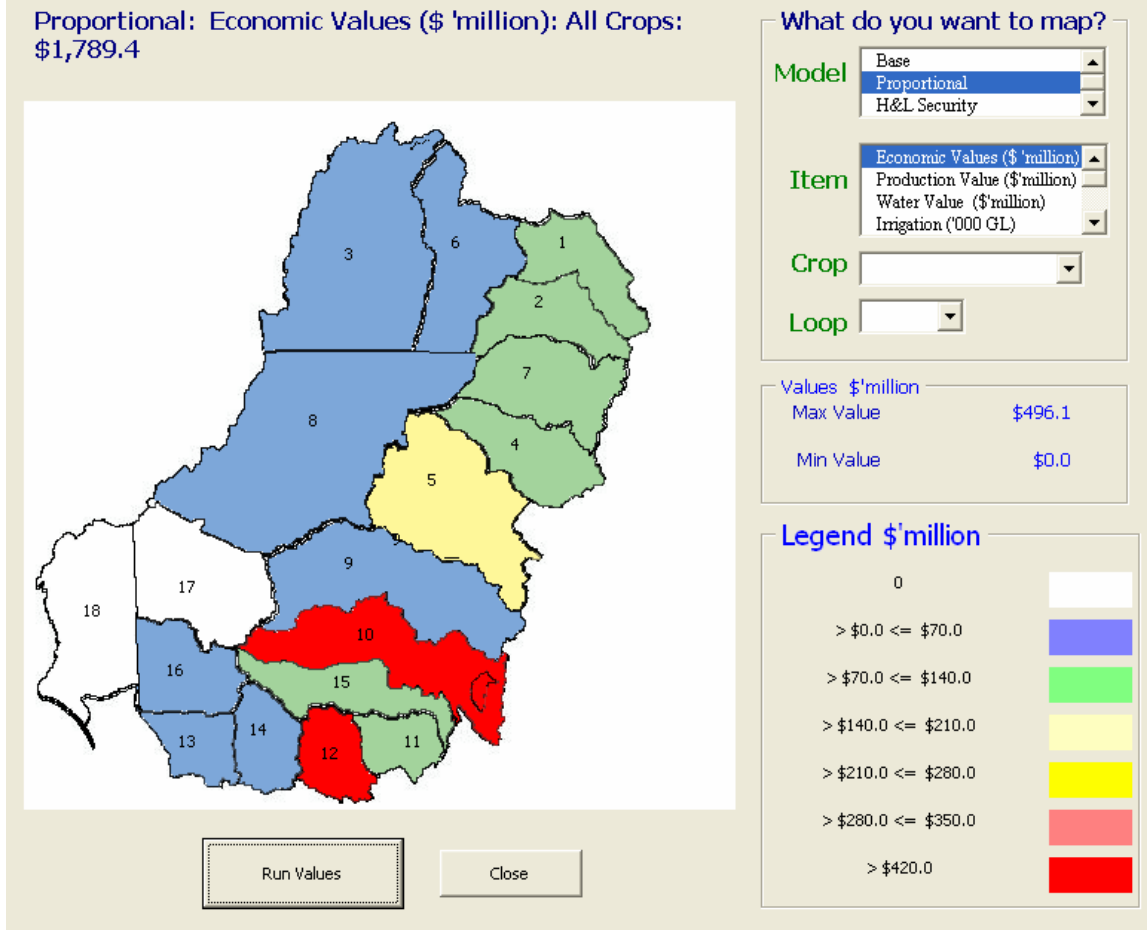 Proportional: Economic Values ($ 'million): All Crops:
$1,789.4
What do you want to map?
Model
Base
Proportional
H&L Security
Item
Economic Values ($ 'million)
Production Value ($'million)
Water Value ($'million)
Irrigation ('000 GL)
Crop
Loop
Values $'million
Max Value $496.1
Min Value $0.0
Legend $'million
0
> $0.0 <= $70.0
> $70.0 <= $140.0
> $140.0 <= $210.0
> $210.0 <= $280.0
> $280.0 <= $350.0
> $420.0
3
6
1
2
7
8
4
5
9
17
18
10
16
15
14
13
12
11
Run Values
Close